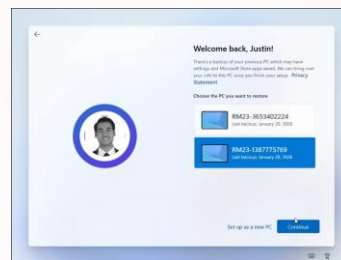 Welcome back, Justin!
There's a backup of your previous PC which may have
settings and Microsoft Store apps saved. We can bring over
your info to this PC once you finish your setup. Privacy
Statement
Choose the PC you want to restore
RM23-3653402224
Last backup: January 20, 2026
RM23-1387775769
Last backup: January 20, 2026
Set up as a new PC
Continue